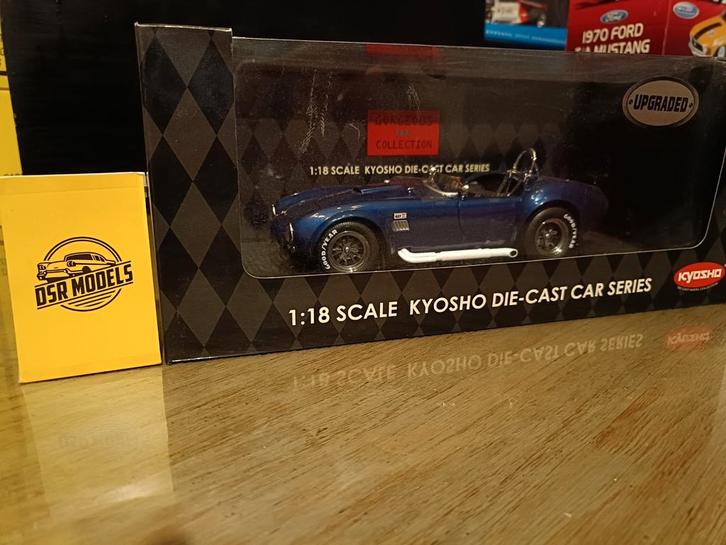 1970 FORD
MUSTANG
UPGRADED
GORGEOUS
COLLECTION
1:18 SCALE KYOSHO DIE-CAST CAR SERIES
GOODYEAR
GOODYEAR
DSR MODELS
1:18 SCALE KYOSHO DIE-CAST CAR SERIES
KYOSHO